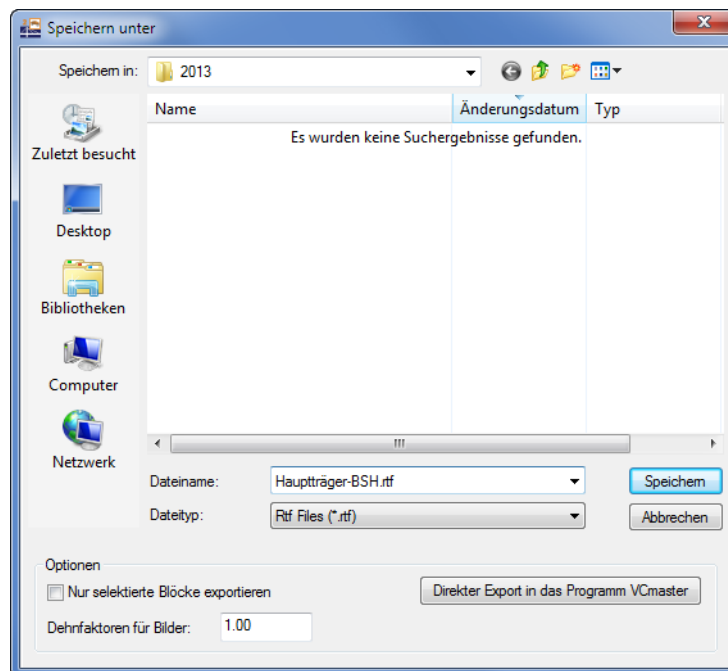 Speichern unter
Speichern in:
2013
Name
Änderungsdatum
Typ
Es wurden keine Suchergebnisse gefunden.
Zuletzt besucht
Desktop
Bibliotheken
Computer
Netzwerk
Dateiname:
Hauptträger-BSH.rtf
Speichern
Dateityp:
Rtf Files (*.rtf)
Abbrechen
Optionen
Nur selektierte Blöcke exportieren
Direkter Export in das Programm VCmaster
Dehnfaktoren für Bilder:
1.00